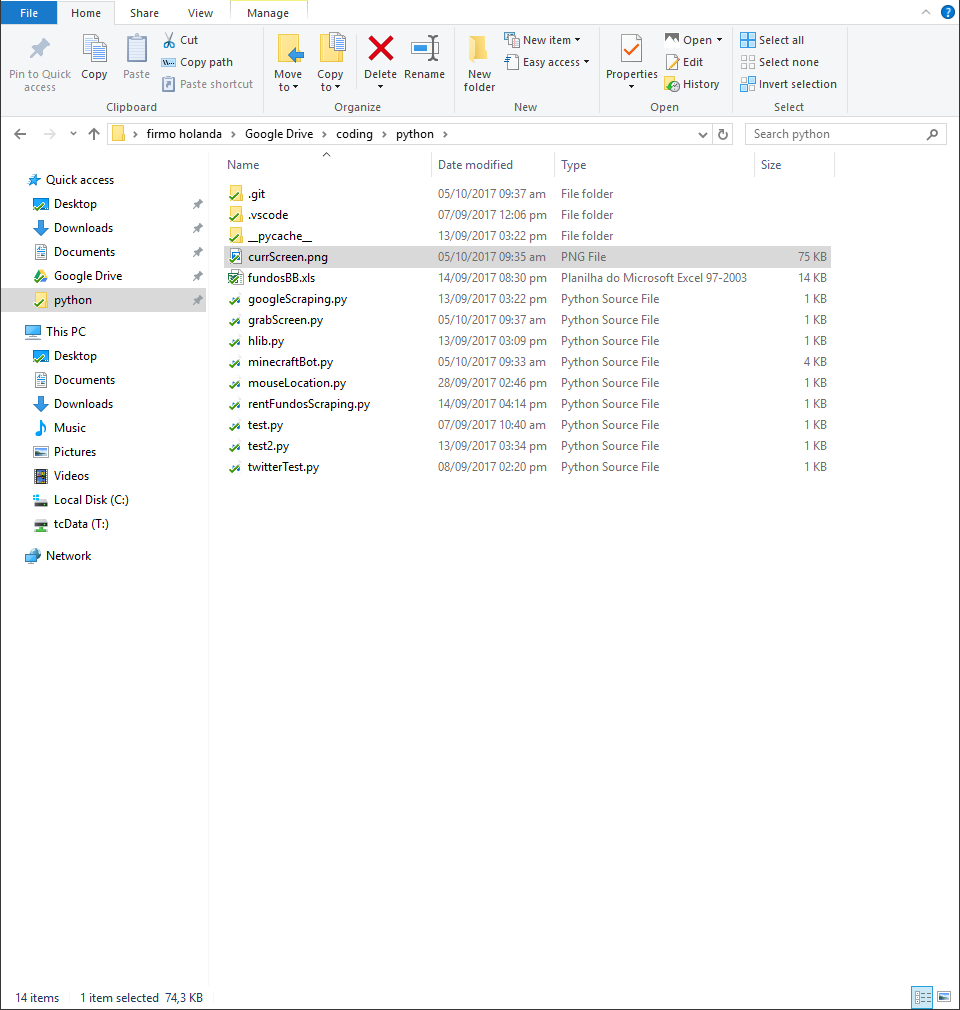 File Home Share View Manage
Pin to Quick access
Copy
Paste
Cut
Copy path
Paste shortcut
Clipboard
Move to
Copy to
Delete
Rename
Organize
New folder
New item
Easy access
New
Properties
Open
Edit
History
Open
Select all
Select none
Invert selection
Select
firmo holanda Google Drive coding python
Search python
Quick access
Desktop
Downloads
Documents
Google Drive
python
This PC
Desktop
Documents
Downloads
Music
Pictures
Videos
Local Disk (C:)
tcData (T:)
Network
Name Date modified Type Size
.git 05/10/2017 09:37 am File folder
.vscode 07/09/2017 12:06 pm File folder
__pycache__ 13/09/2017 03:22 pm File folder
currScreen.png 05/10/2017 09:35 am PNG File 75 KB
fundosBB.xls 14/09/2017 08:30 pm Planilha do Microsoft Excel 97-2003 14 KB
googleScraping.py 13/09/2017 03:22 pm Python Source File 1 KB
grabScreen.py 05/10/2017 09:37 am Python Source File 1 KB
hlib.py 13/09/2017 03:09 pm Python Source File 1 KB
minecraftBot.py 05/10/2017 09:33 am Python Source File 4 KB
mouseLocation.py 28/09/2017 02:46 pm Python Source File 1 KB
rentFundosScraping.py 14/09/2017 04:14 pm Python Source File 1 KB
test.py 07/09/2017 10:40 am Python Source File 1 KB
test2.py 13/09/2017 03:34 pm Python Source File 1 KB
twitterTest.py 08/09/2017 02:20 pm Python Source File 1 KB
14 items 1 item selected 74,3 KB